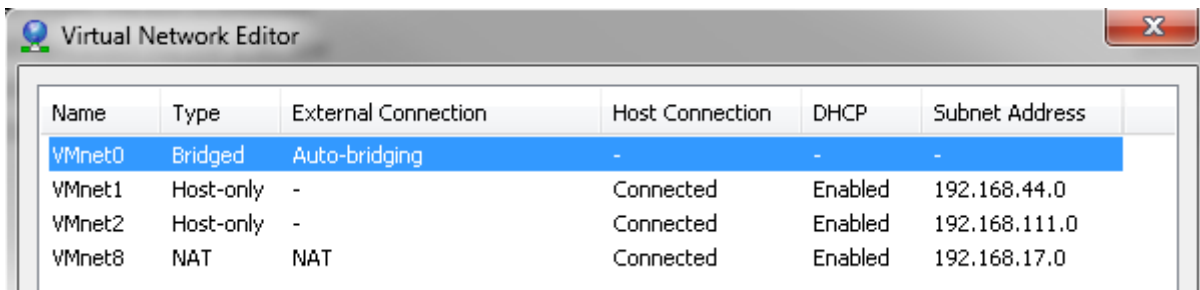 Virtual Network Editor
Name Type External Connection Host Connection DHCP Subnet Address
VMnet0 Bridged Auto-bridging - - -
VMnet1 Host-only - Connected Enabled 192.168.44.0
VMnet2 Host-only - Connected Enabled 192.168.111.0
VMnet8 NAT NAT Connected Enabled 192.168.17.0